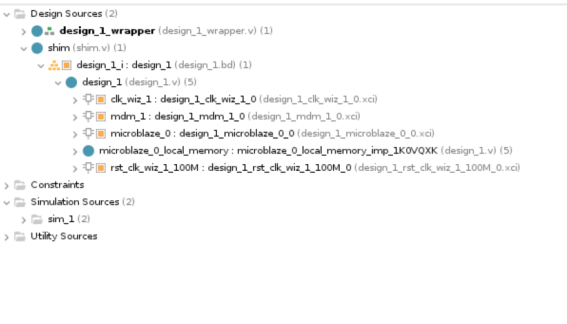 Design Sources (2)
design_1_wrapper (design_1_wrapper.v) (1)
shim (shim.v) (1)
design_1_i : design_1 (design_1.bd) (1)
design_1 (design_1.v) (5)
clk_wiz_1 : design_1_clk_wiz_1_0 (design_1_clk_wiz_1_0.xci)
mdm_1 : design_1_mdm_1_0 (design_1_mdm_1_0.xci)
microblaze_0 : design_1_microblaze_0_0 (design_1_microblaze_0_0.xci)
microblaze_0_local_memory : microblaze_0_local_memory_imp_1K0VQXK (design_1.v) (5)
rst_clk_wiz_1_100M : design_1_rst_clk_wiz_1_100M_0 (design_1_rst_clk_wiz_1_100M_0.xci)
Constraints
Simulation Sources (2)
sim_1 (2)
Utility Sources